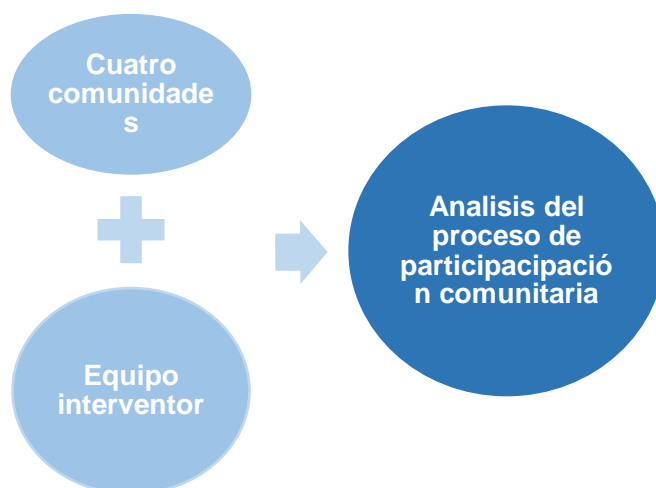 Cuatro
comunidade
s
Equipo
interventor
Analisis del
proceso de
participacipació
n comunitaria